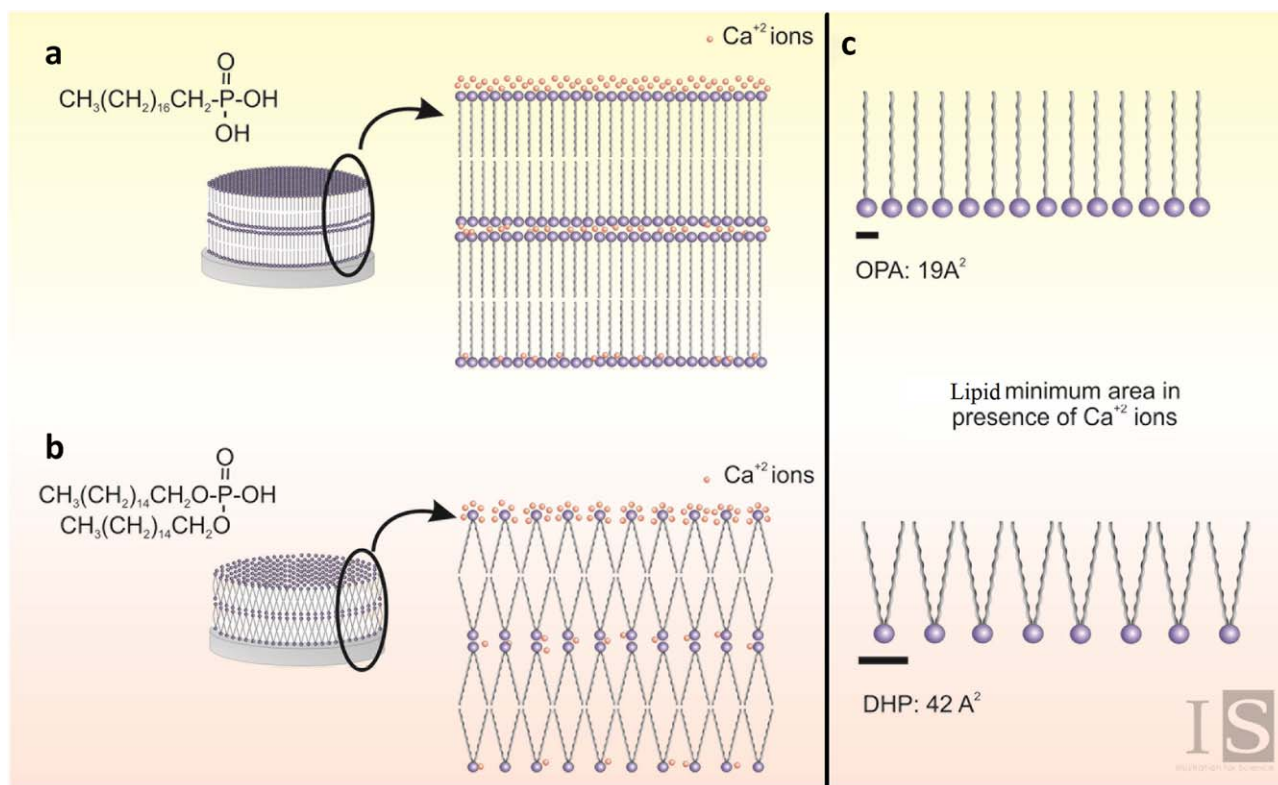 a
O
||
CH₃(CH₂)₁₆CH₂-P-OH
OH
Ca⁺² ions
b
O
||
CH₃(CH₂)₁₄CH₂O-P-OH
CH₃(CH₂)₁₄CH₂O
Ca⁺² ions
c
OPA: 19A²
Lipid minimum area in
presence of Ca⁺² ions
DHP: 42 A²
IS